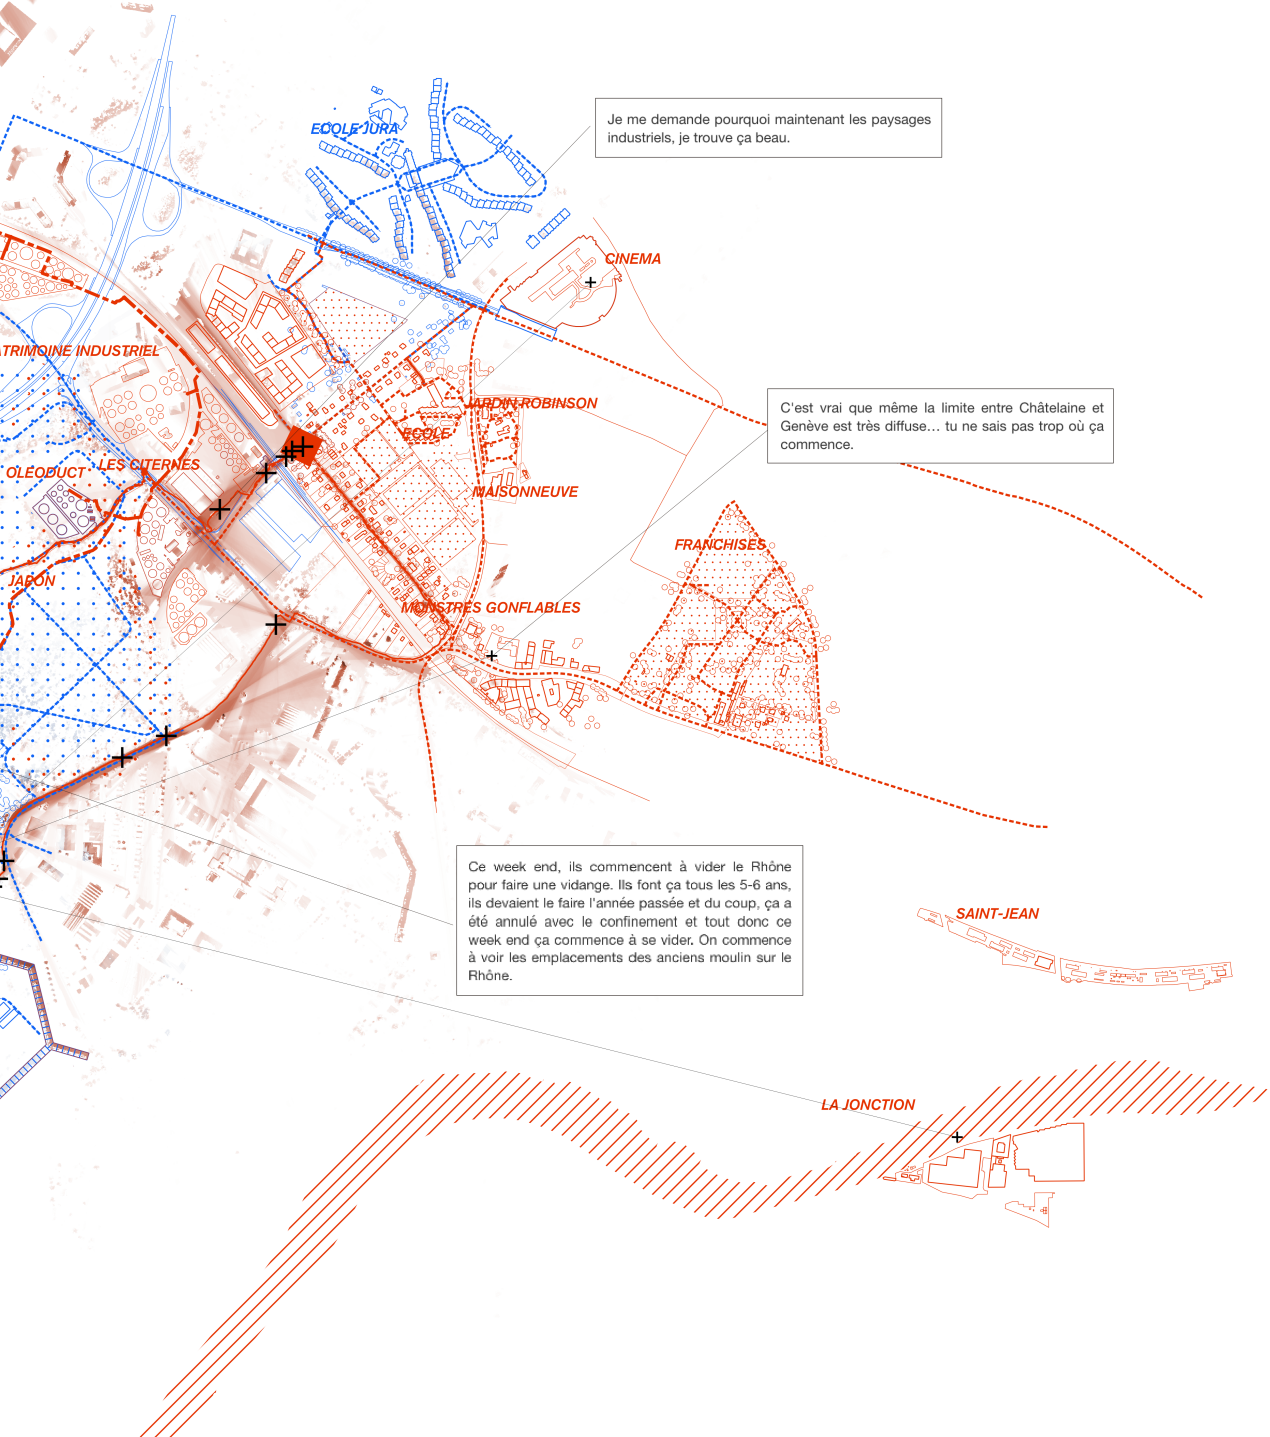 Je me demande pourquoi maintenant les paysages
industriels, je trouve ça beau.
ECOLE JURA
CINEMA
TRIMOINE INDUSTRIEL
JARDIN ROBINSON
C'est vrai que même la limite entre Châtelaine et
Genève est très diffuse... tu ne sais pas trop où ça
commence.
ECOLE
LES CITERNES
OLEODUCT
MAISONNEUVE
FRANCHISES
JAPON
MONSTRES GONFLABLES
Ce week end, ils commencent à vider le Rhône
pour faire une vidange. Ils font ça tous les 5-6 ans,
ils devaient le faire l'année passée et du coup, ça a
été annulé avec le confinement et tout donc ce
week end ça commence à se vider. On commence
à voir les emplacements des anciens moulin sur le
Rhône.
SAINT-JEAN
LA JONCTION